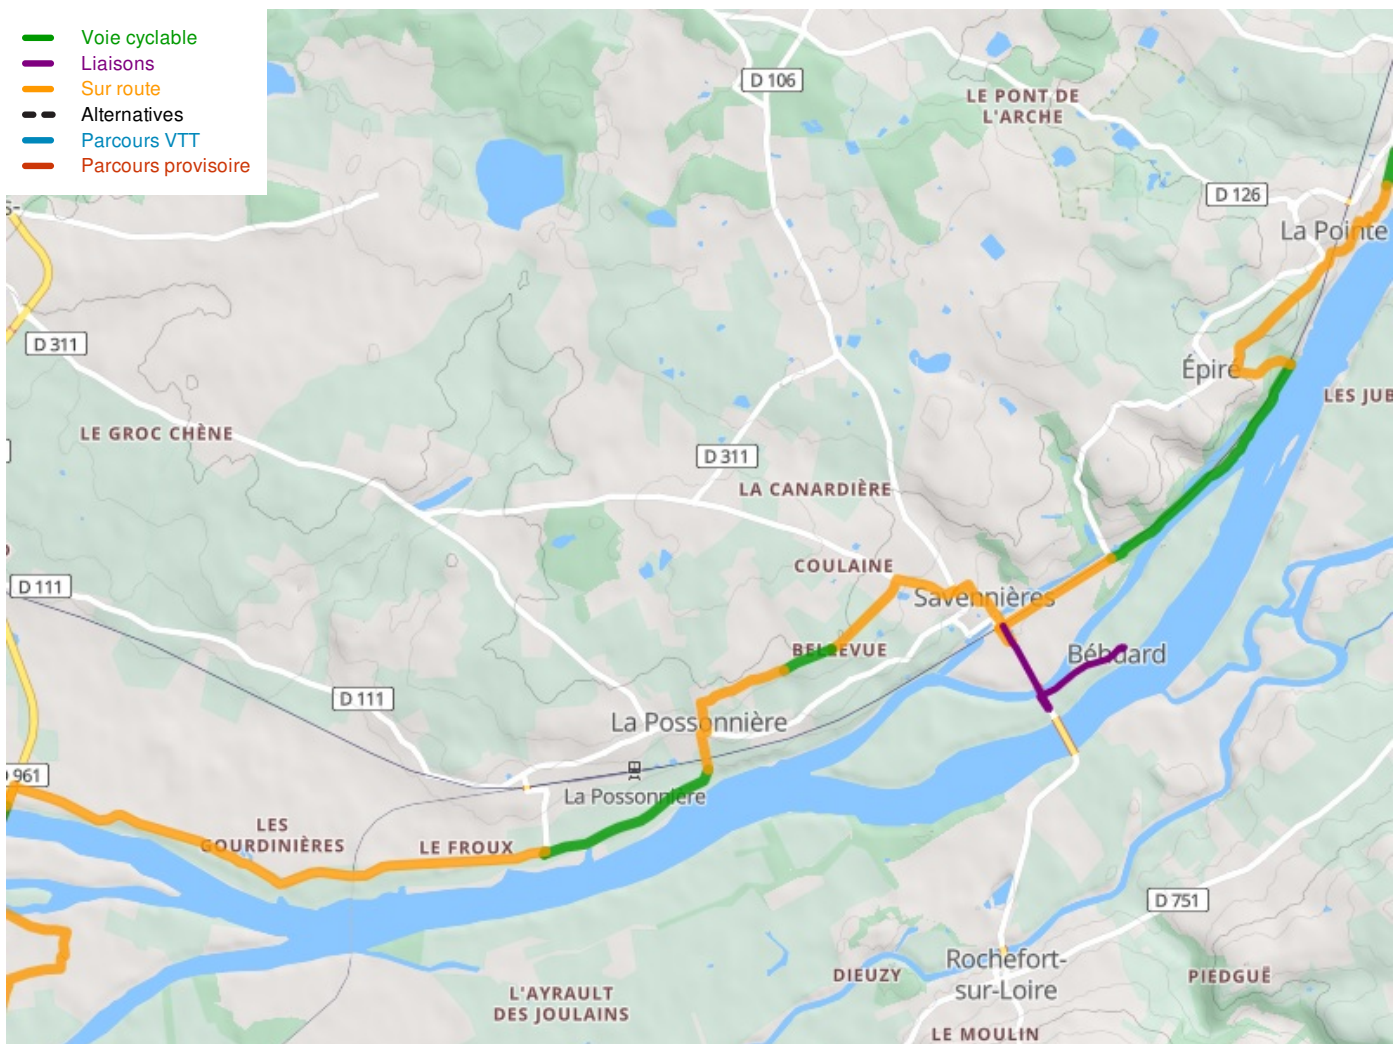 Voie cyclable
Liaisons
Sur route
Alternatives
Parcours VTT
Parcours provisoire
D 106
LE PONT DE
L'ARCHE
D 126
La Pointe
D 311
Épiré
LES JUB
LE GROC CHÈNE
D 311
LA CANARDIÈRE
COULAINE
D 111
Savennières
BELLEVUE
Béhuard
D 111
La Possonnière
961
La Possonnière
LES
GOURDINIÈRES
LE FROUX
D 751
Rochefort-
sur-Loire
DIEUZY
PIEDGUË
L'AYRAULT
DES JOULAINS
LE MOULIN